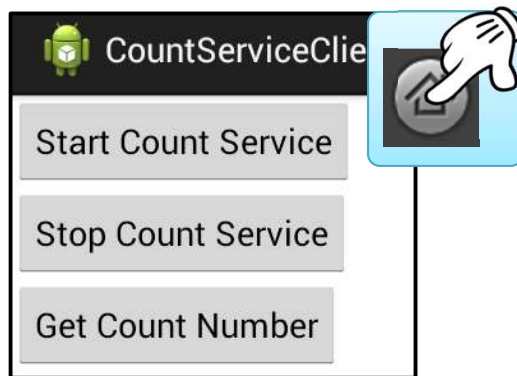 CountServiceClie
Start Count Service
Stop Count Service
Get Count Number